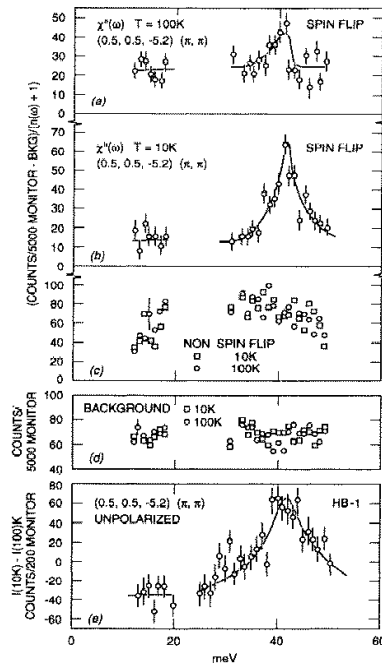 χ"(ω) T = 100K SPIN FLIP
(0.5, 0.5, -5.2) (π, π)
50
40
30
20
10
0
(a)
χ"(ω) T = 10K SPIN FLIP
(0.5, 0.5, -5.2) (π, π)
60
50
40
30
20
10
0
(b)
(COUNTS/5000 MONITOR - BKG)/[n(ω) + 1)
100
80
60
40
20
0
(c)
NON SPIN FLIP
10K
100K
BACKGROUND 10K
100K
100
80
60
40
(d)
COUNTS/
5000 MONITOR
(0.5, 0.5, -5.2) (π, π) HB-1
UNPOLARIZED
60
40
20
0
-20
-40
-60
(e)
I(10K) - I(100)K
COUNTS/200 MONITOR
0 20 40 60
meV